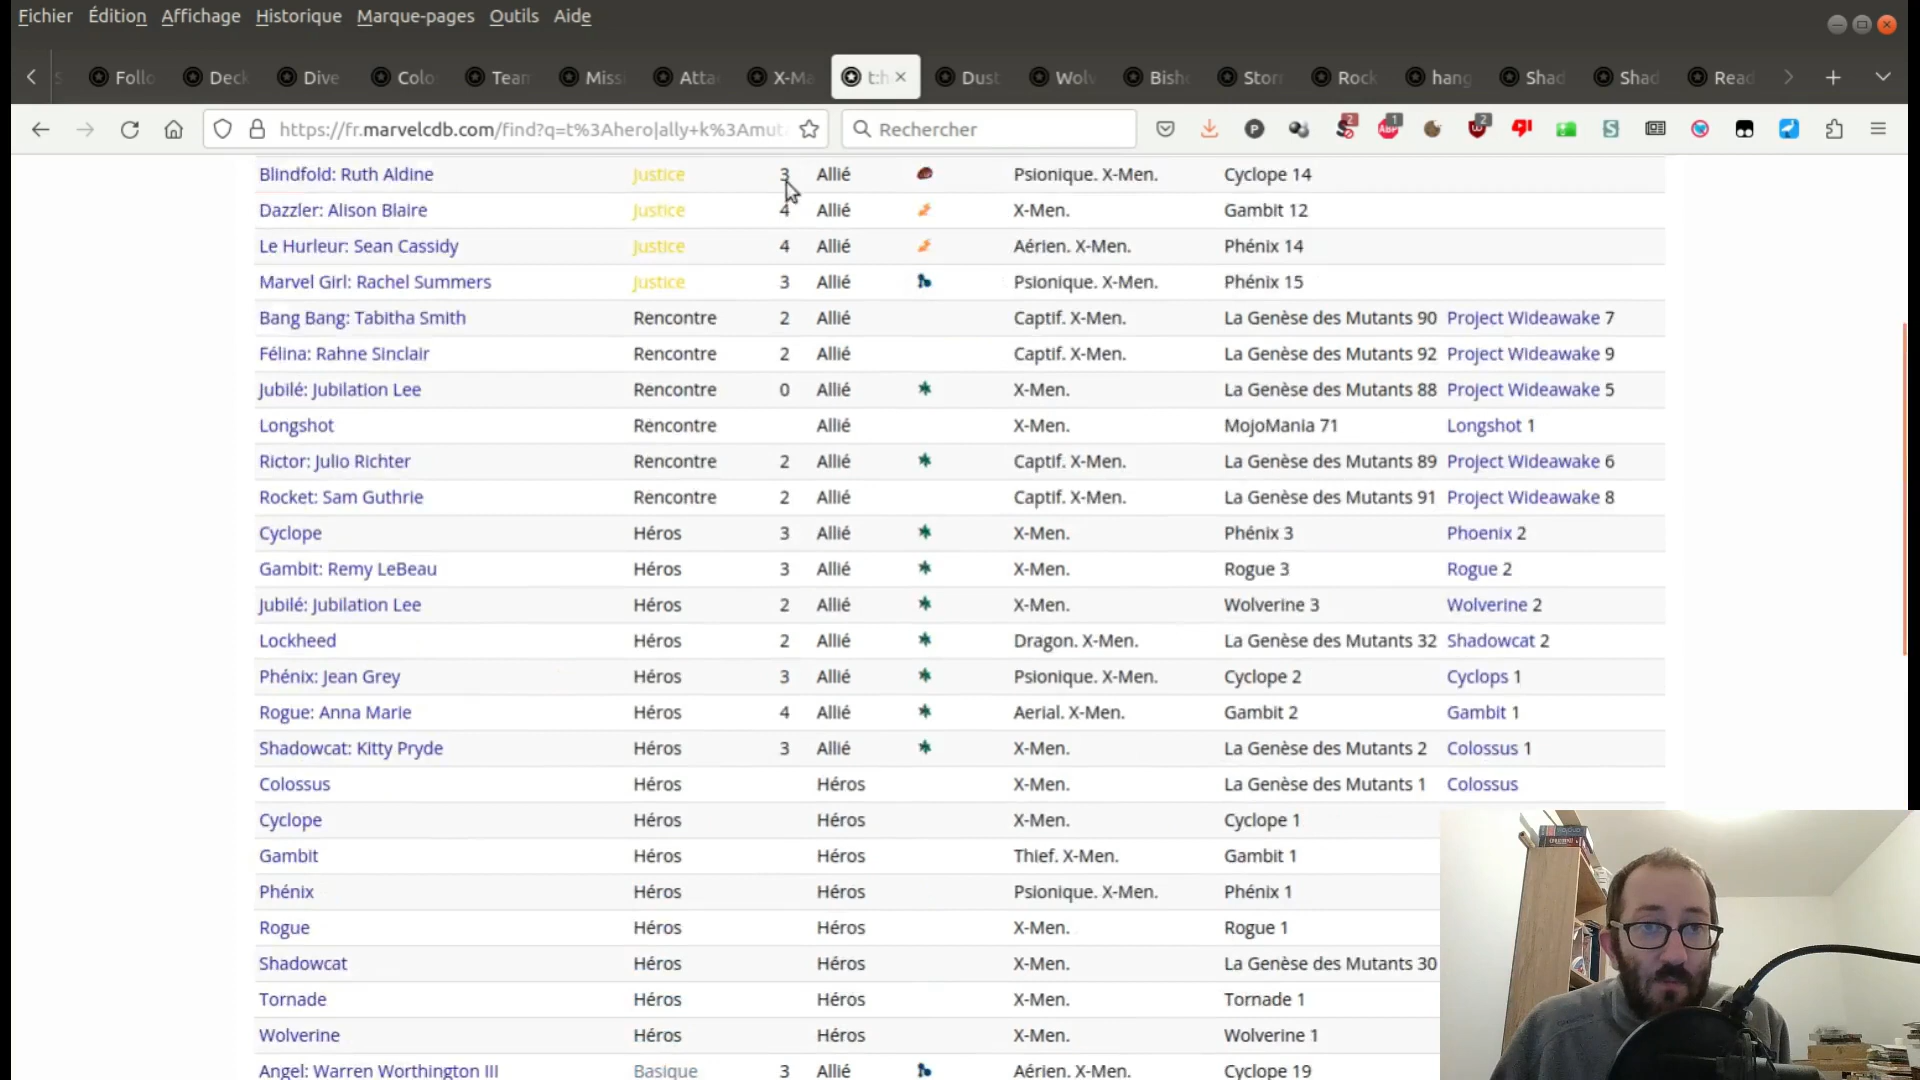 Fichier Édition Affichage Historique Marque-pages Outils Aide
Follo Deck Dive Colo Team Missi Atta X-Ma t:h Dust Wolv Bisho Storr Rock hang Shad Shad Read
https://fr.marvelcdb.com/find?q=t%3Ahero|ally+k%3Amuta Rechercher
Blindfold: Ruth Aldine Justice 3 Allié Psionique. X-Men. Cyclope 14
Dazzler: Alison Blaire Justice 4 Allié X-Men. Gambit 12
Le Hurleur: Sean Cassidy Justice 4 Allié Aérien. X-Men. Phénix 14
Marvel Girl: Rachel Summers Justice 3 Allié Psionique. X-Men. Phénix 15
Bang Bang: Tabitha Smith Rencontre 2 Allié Captif. X-Men. La Genèse des Mutants 90 Project Wideawake 7
Félina: Rahne Sinclair Rencontre 2 Allié Captif. X-Men. La Genèse des Mutants 92 Project Wideawake 9
Jubilé: Jubilation Lee Rencontre 0 Allié X-Men. La Genèse des Mutants 88 Project Wideawake 5
Longshot Rencontre Allié X-Men. MojoMania 71 Longshot 1
Rictor: Julio Richter Rencontre 2 Allié Captif. X-Men. La Genèse des Mutants 89 Project Wideawake 6
Rocket: Sam Guthrie Rencontre 2 Allié Captif. X-Men. La Genèse des Mutants 91 Project Wideawake 8
Cyclope Héros 3 Allié X-Men. Phénix 3 Phoenix 2
Gambit: Remy LeBeau Héros 3 Allié X-Men. Rogue 3 Rogue 2
Jubilé: Jubilation Lee Héros 2 Allié X-Men. Wolverine 3 Wolverine 2
Lockheed Héros 2 Allié Dragon. X-Men. La Genèse des Mutants 32 Shadowcat 2
Phénix: Jean Grey Héros 3 Allié Psionique. X-Men. Cyclope 2 Cyclops 1
Rogue: Anna Marie Héros 4 Allié Aerial. X-Men. Gambit 2 Gambit 1
Shadowcat: Kitty Pryde Héros 3 Allié X-Men. La Genèse des Mutants 2 Colossus 1
Colossus Héros Héros X-Men. La Genèse des Mutants 1 Colossus
Cyclope Héros Héros X-Men. Cyclope 1
Gambit Héros Héros Thief. X-Men. Gambit 1
Phénix Héros Héros Psionique. X-Men. Phénix 1
Rogue Héros Héros X-Men. Rogue 1
Shadowcat Héros Héros X-Men. La Genèse des Mutants 30
Tornade Héros Héros X-Men. Tornade 1
Wolverine Héros Héros X-Men. Wolverine 1
Angel: Warren Worthington III Basique 3 Allié Aérien. X-Men. Cyclope 19